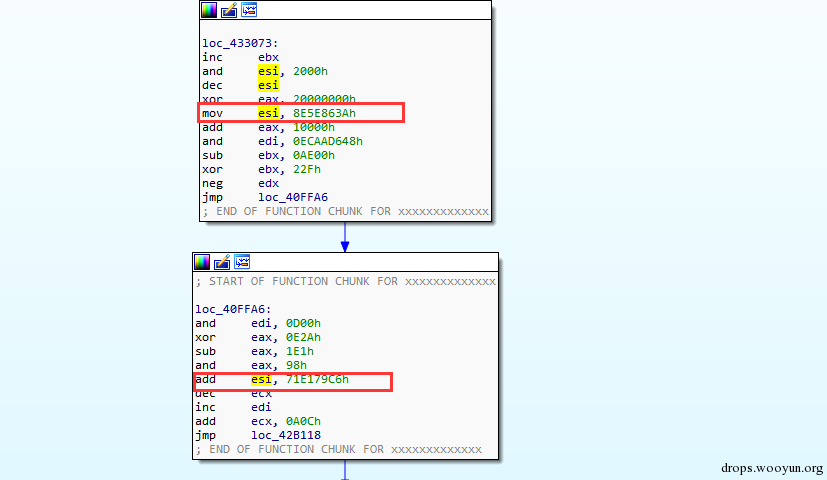 loc_433073:
inc ebx
and esi, 2000h
dec esi
xor eax, 20000000h
mov esi, 8E5E863Ah
add eax, 10000h
and edi, 0ECAAD648h
sub ebx, 0AE00h
xor ebx, 22Fh
neg edx
jmp loc_40FFA6
; END OF FUNCTION CHUNK FOR xxxxxxxxxxxxx
; START OF FUNCTION CHUNK FOR xxxxxxxxxxxxx
loc_40FFA6:
and edi, 0D00h
xor eax, 0E2Ah
sub eax, 1E1h
and eax, 98h
add esi, 71E179C6h
dec ecx
inc edi
add ecx, 0A0Ch
jmp loc_42B118
; END OF FUNCTION CHUNK FOR xxxxxxxxxxxxx
drops.wooyun.org